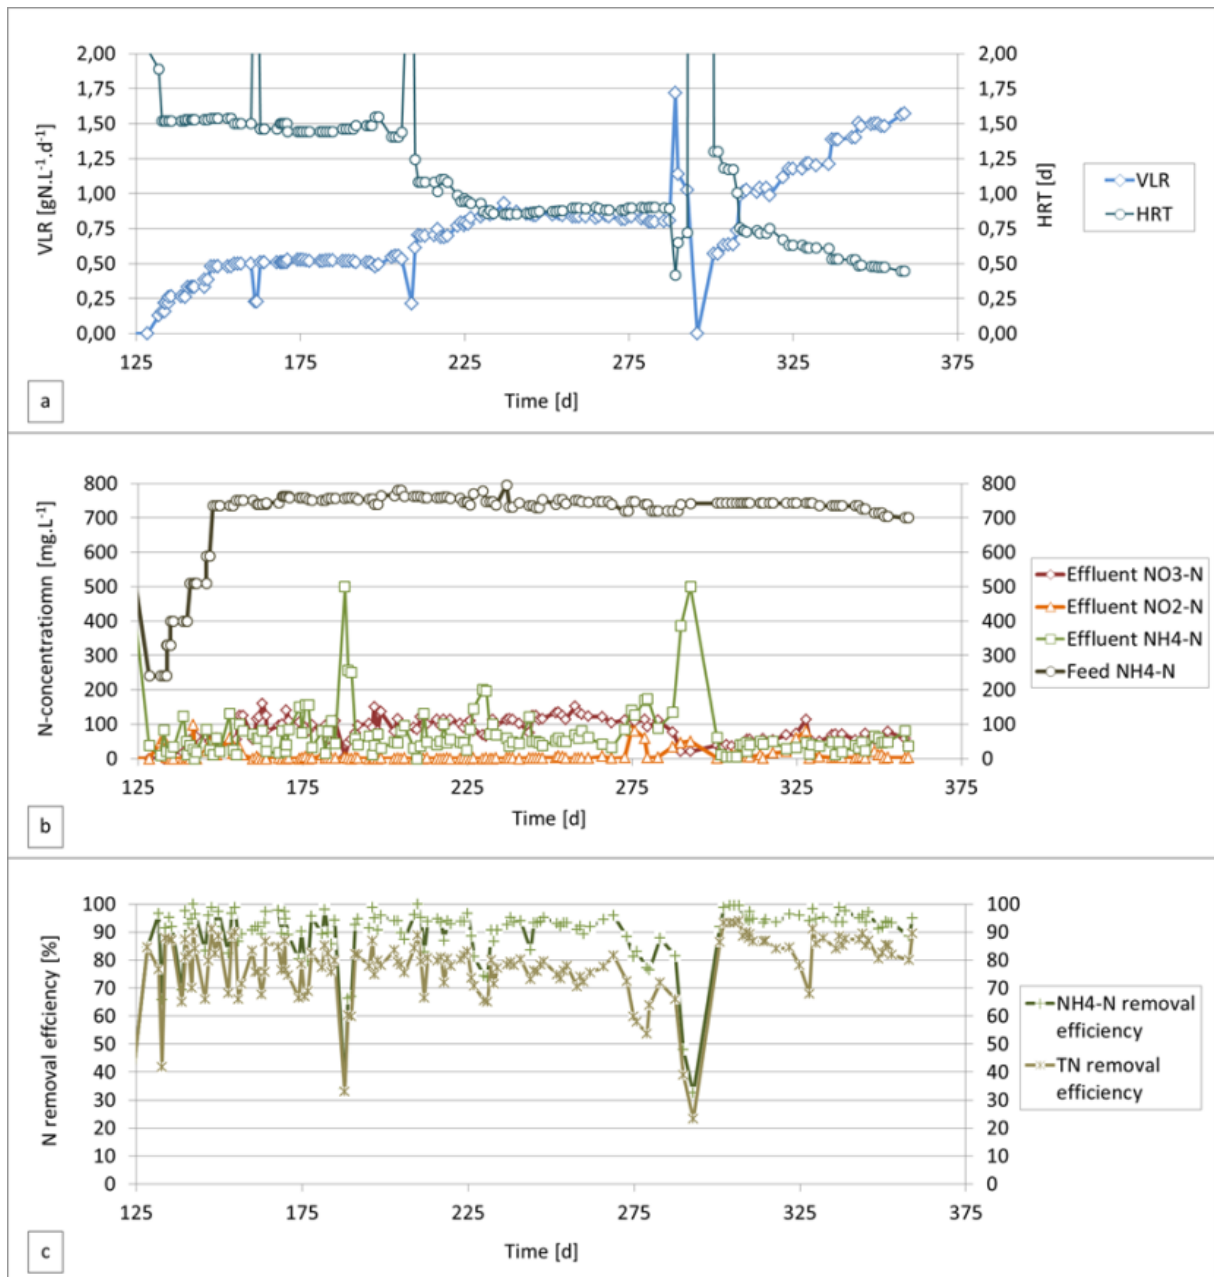 2,00 2,00
1,75 1,75
1,50 1,50
1,25 1,25
1,00 1,00
0,75 0,75
0,50 0,50
0,25 0,25
0,00 0,00
125 175 225 275 325 375
VLR [gN.L-1.d-1]
HRT [d]
Time [d]
VLR
HRT
a
800 800
700 700
600 600
500 500
400 400
300 300
200 200
100 100
0 0
125 175 225 275 325 375
N-concentratiomn [mg.L-1]
Time [d]
Effluent NO3-N
Effluent NO2-N
Effluent NH4-N
Feed NH4-N
b
100 100
90 90
80 80
70 70
60 60
50 50
40 40
30 30
20 20
10 10
0 0
125 175 225 275 325 375
N removal effciency [%]
Time [d]
NH4-N removal
efficiency
TN removal
efficiency
c